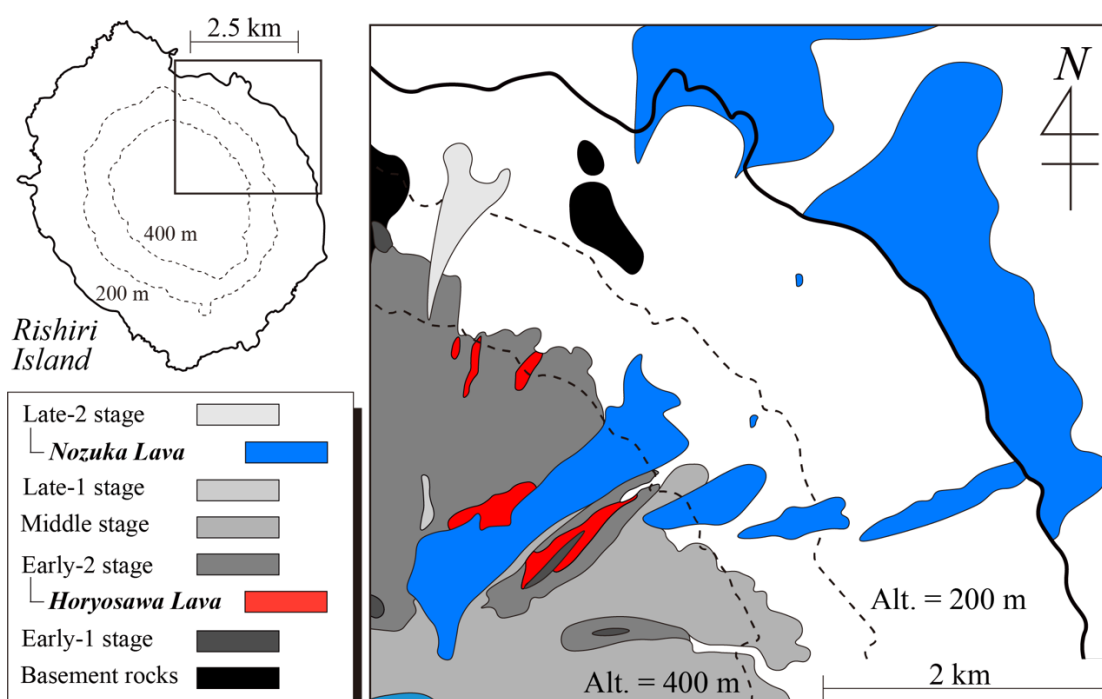 2.5 km
400 m
200 m
Rishiri
Island
Late-2 stage
Nozuka Lava
Late-1 stage
Middle stage
Early-2 stage
Horyosawa Lava
Early-1 stage
Basement rocks
N
Alt. = 200 m
Alt. = 400 m
2 km